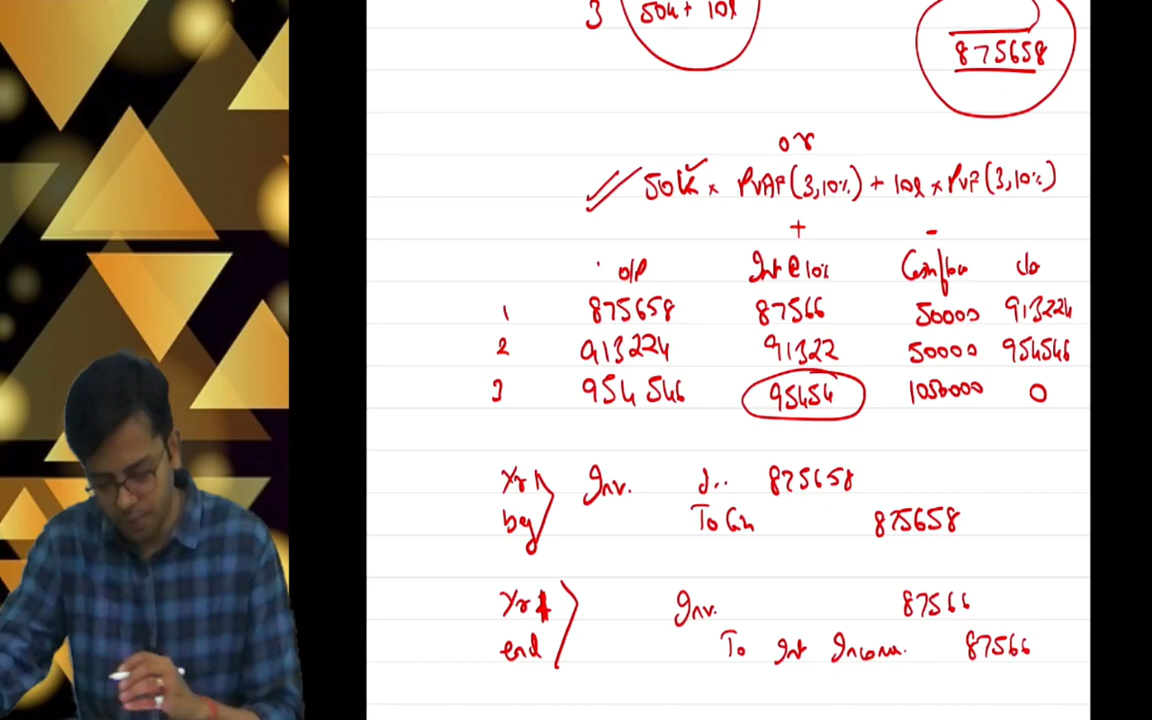 3 50k + 10l
875658
or
50k × PVAF (3,10%) + 10l × PVF (3,10%)
+ -
o/p Int @ 10% Cashflow clo
1 875658 87566 50000 913224
2 913224 91322 50000 954546
3 954546 95454 1050000 0
Yr 1 Inv. d.. 875658
beg To Csh 875658
Yr 1 Inv. 87566
end To Int Income. 87566